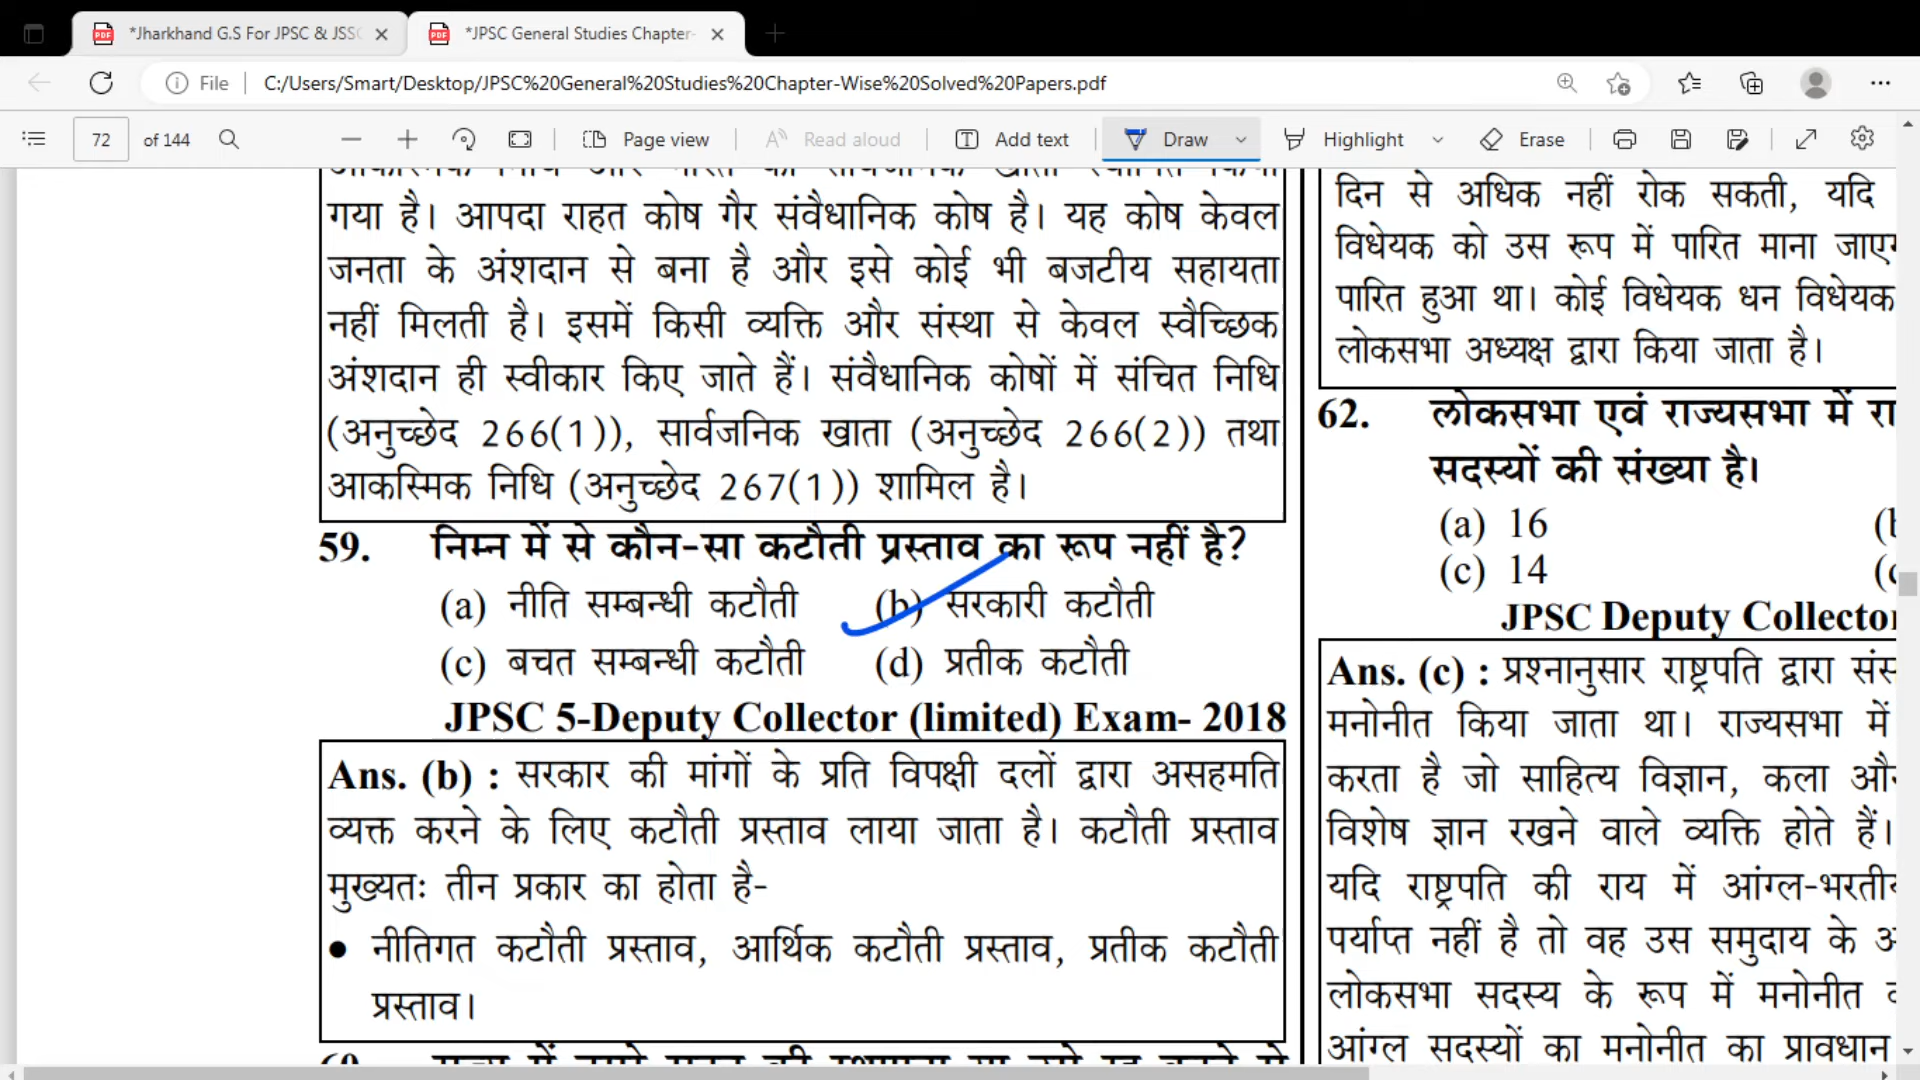 *Jharkhand G.S For JPSC & JSSC
*JPSC General Studies Chapter-
File
C:/Users/Smart/Desktop/JPSC%20General%20Studies%20Chapter-Wise%20Solved%20Papers.pdf
72 of 144
Page view
Read aloud
Add text
Draw
Highlight
Erase
गया है। आपदा राहत कोष गैर संवैधानिक कोष है। यह कोष केवल
जनता के अंशदान से बना है और इसे कोई भी बजटीय सहायता
नहीं मिलती है। इसमें किसी व्यक्ति और संस्था से केवल स्वैच्छिक
अंशदान ही स्वीकार किए जाते हैं। संवैधानिक कोषों में संचित निधि
(अनुच्छेद 266(1)), सार्वजनिक खाता (अनुच्छेद 266(2)) तथा
आकस्मिक निधि (अनुच्छेद 267(1)) शामिल है।
59. निम्न में से कौन-सा कटौती प्रस्ताव का रूप नहीं है?
(a) नीति सम्बन्धी कटौती (b) सरकारी कटौती
(c) बचत सम्बन्धी कटौती (d) प्रतीक कटौती
JPSC 5-Deputy Collector (limited) Exam- 2018
Ans. (b) : सरकार की मांगों के प्रति विपक्षी दलों द्वारा असहमति
व्यक्त करने के लिए कटौती प्रस्ताव लाया जाता है। कटौती प्रस्ताव
मुख्यतः तीन प्रकार का होता है-
● नीतिगत कटौती प्रस्ताव, आर्थिक कटौती प्रस्ताव, प्रतीक कटौती
प्रस्ताव।
दिन से अधिक नहीं रोक सकती, यदि
विधेयक को उस रूप में पारित माना
पारित हुआ था। कोई विधेयक धन विधेयक
लोकसभा अध्यक्ष द्वारा किया जाता है।
62. लोकसभा एवं राज्यसभा में
सदस्यों की संख्या है।
(a) 16
(c) 14
JPSC Deputy Collector
Ans. (c) : प्रश्नानुसार राष्ट्रपति द्वारा
मनोनीत किया जाता था। राज्यसभा में
करता है जो साहित्य विज्ञान, कला
विशेष ज्ञान रखने वाले व्यक्ति होते हैं।
यदि राष्ट्रपति की राय में
पर्याप्त नहीं है तो वह उस समुदाय के
लोकसभा सदस्य के रूप में मनोनीत
आंग्ल सदस्यों का मनोनीत का प्रावधान